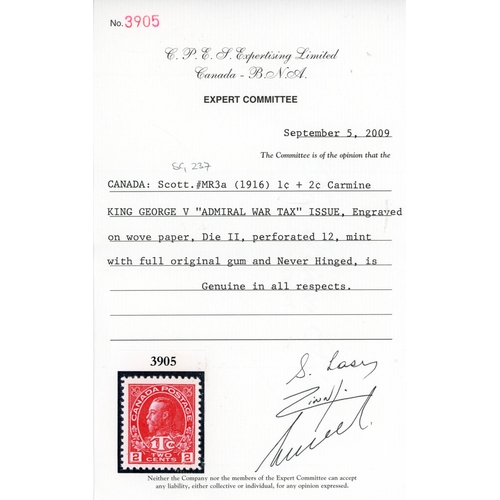 No. 3905
C. P. E. S. Expertising Limited
Canada - B.N.A.
EXPERT COMMITTEE
September 5, 2009
The Committee is of the opinion that the
SG 237
CANADA: Scott.#MR3a (1916) 1¢ + 2¢ Carmine
KING GEORGE V "ADMIRAL WAR TAX" ISSUE, Engraved
on wove paper, Die II, perforated 12, mint
with full original gum and Never Hinged, is
Genuine in all respects.
3905
CANADA POSTAGE
1TC
2 TWO CENTS 2
Neither the Company not the members of the Expert Committee can accept
any liability, either collective or individual, for any opinion expressed.